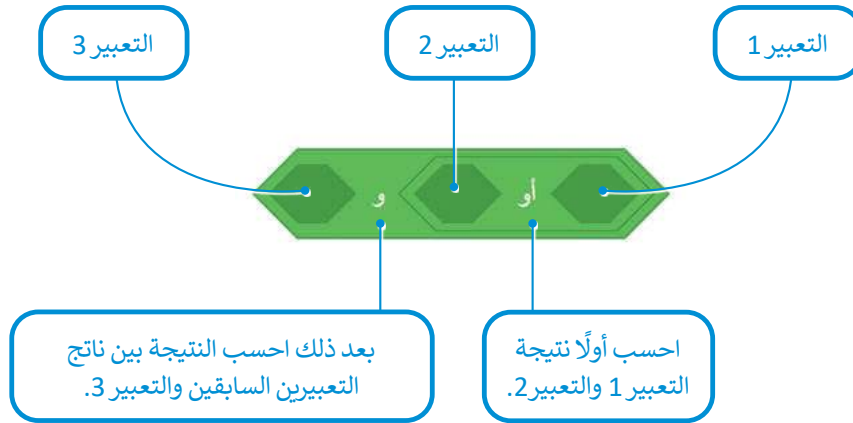 التعبير 1
التعبير 2
التعبير 3
أو
و
احسب أولًا نتيجة
التعبير 1 والتعبير2.
بعد ذلك احسب النتيجة بين ناتج
التعبيرين السابقين والتعبير 3.